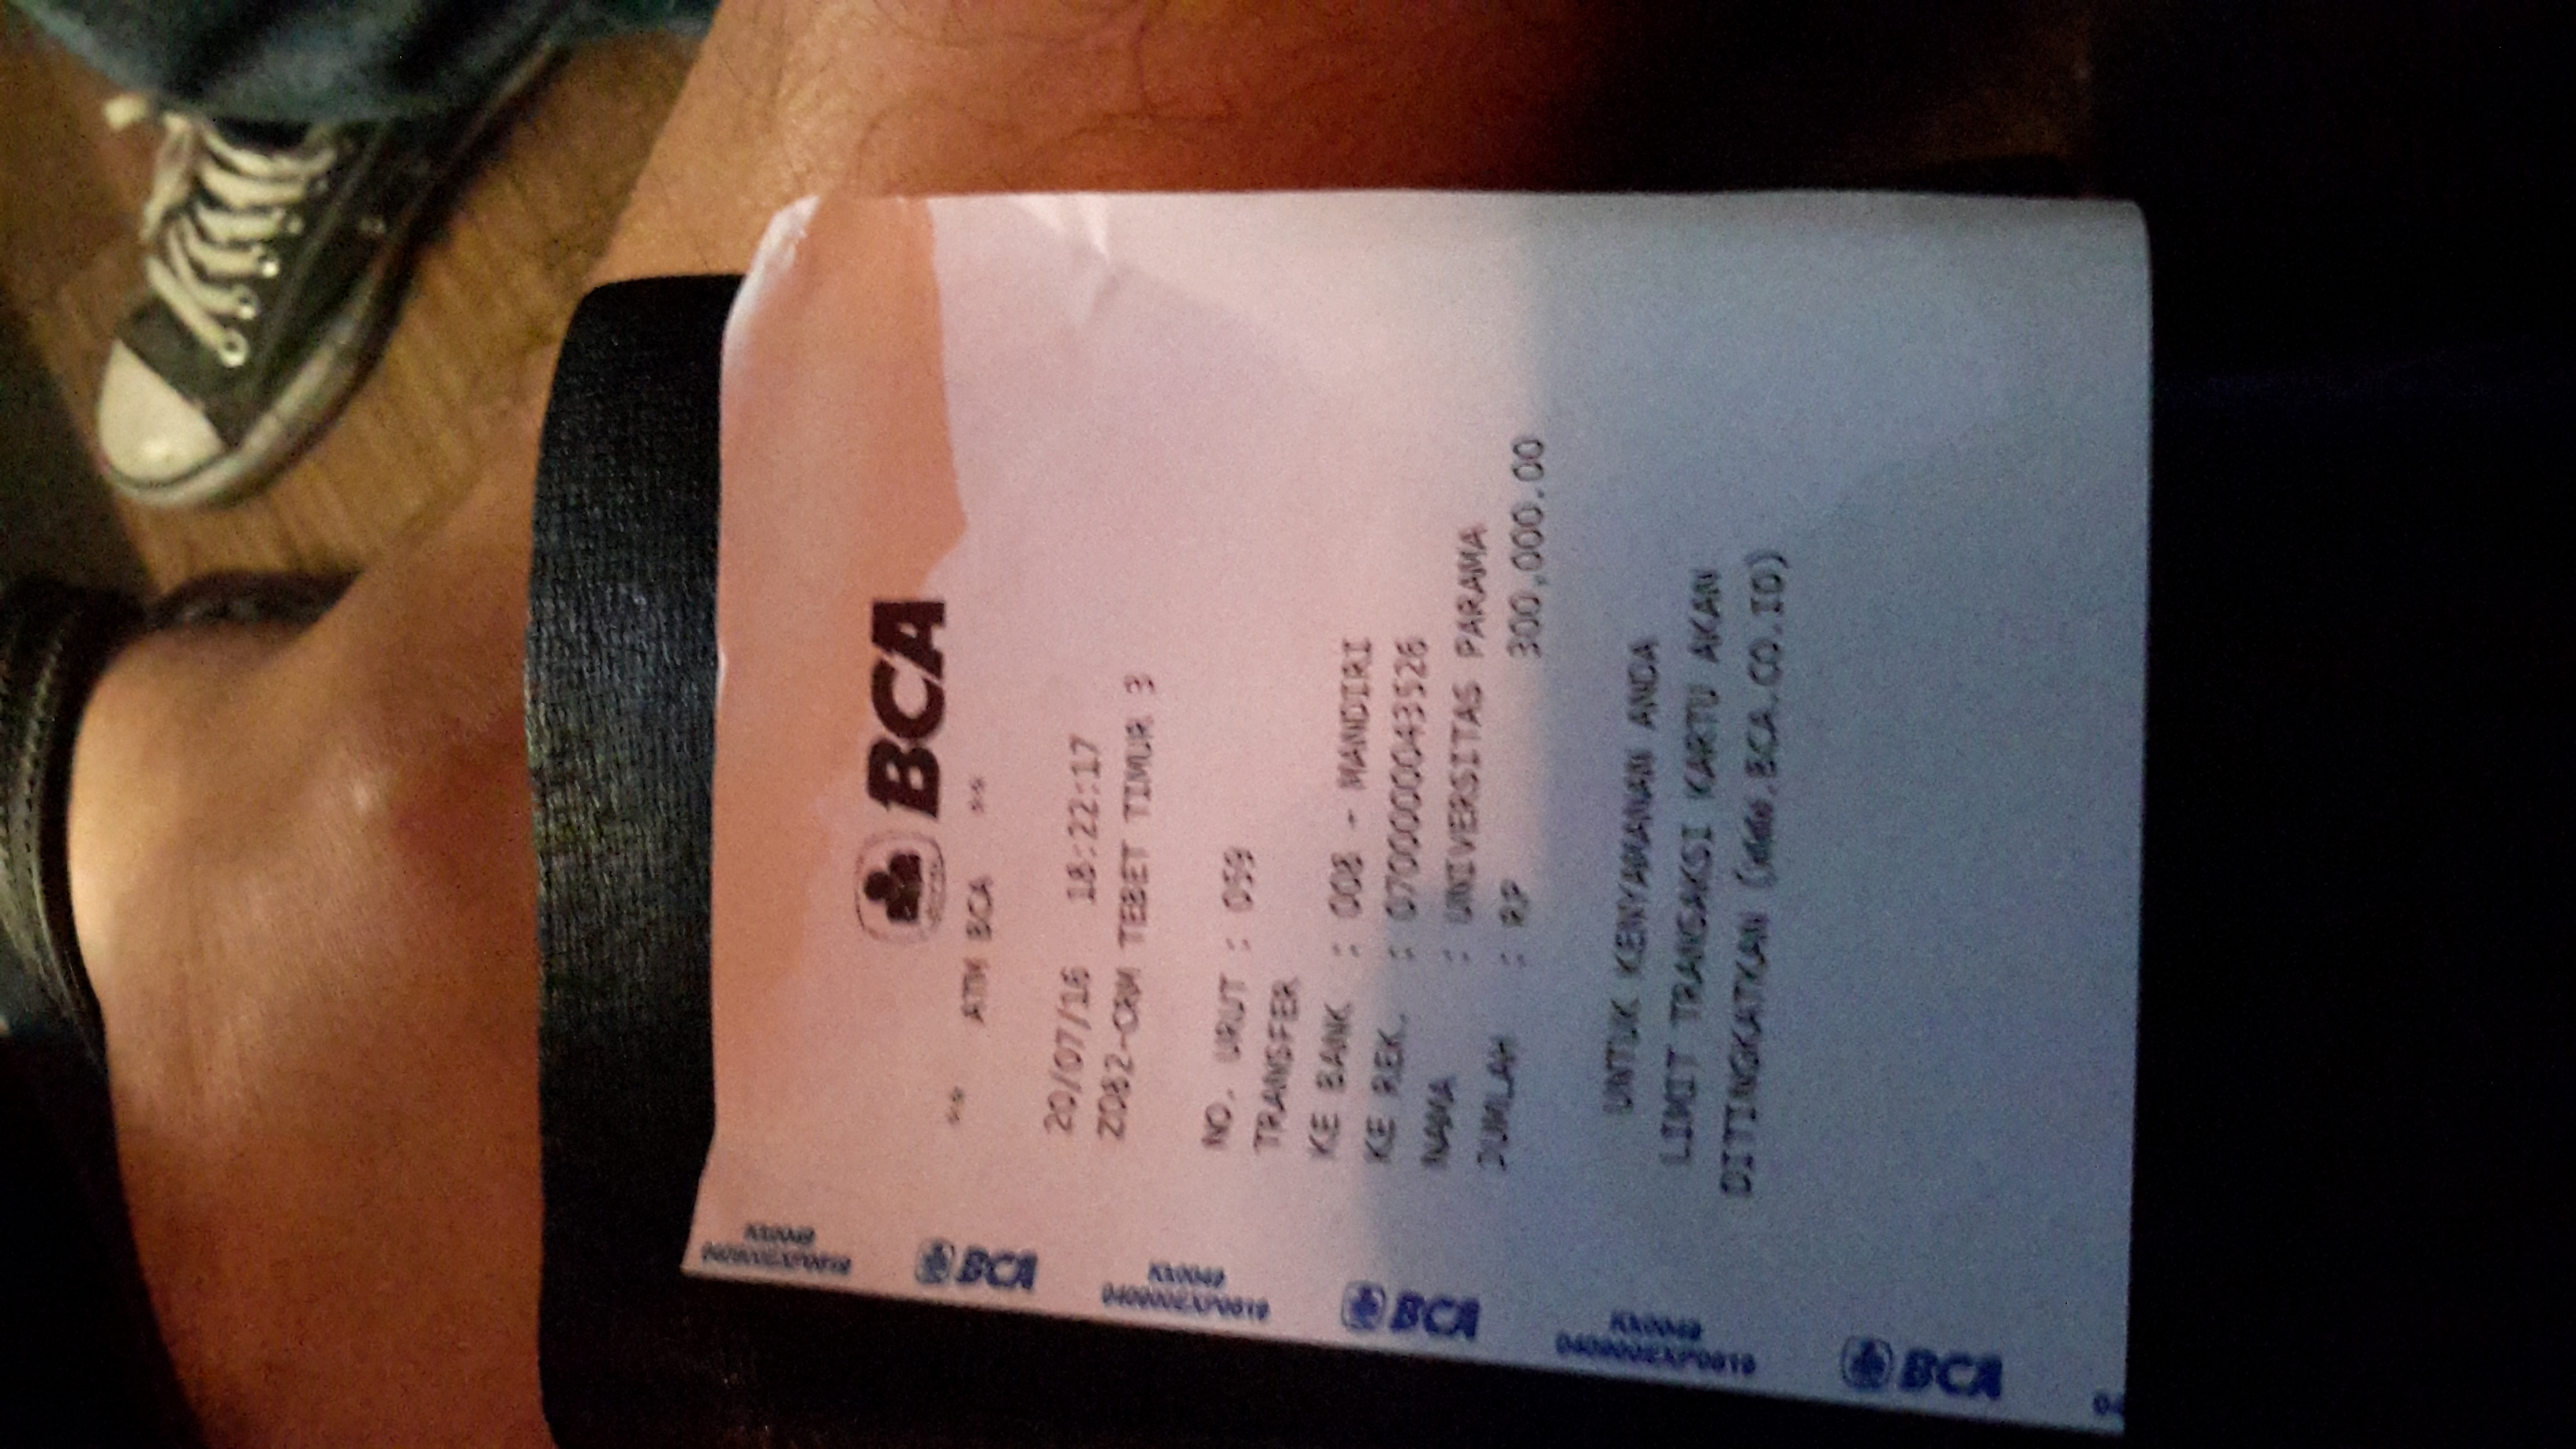 BCA
** ATM BCA **
20/07/16 18:22:17
ZD82-CRM TEBET TIMUR 3
NO. URUT : 059
TRANSFER
KE BANK : 008 - MANDIRI
KE REK. : 0700000043526
NAMA : UNIVERSITAS PARAMA
JUMLAH : RP 300,000.00
UNTUK KENYAMANAN ANDA
LIMIT TRANSAKSI KARTU AKAN
DITINGKATKAN (WWW.BCA.CO.ID)
BCA
BCA
BCA